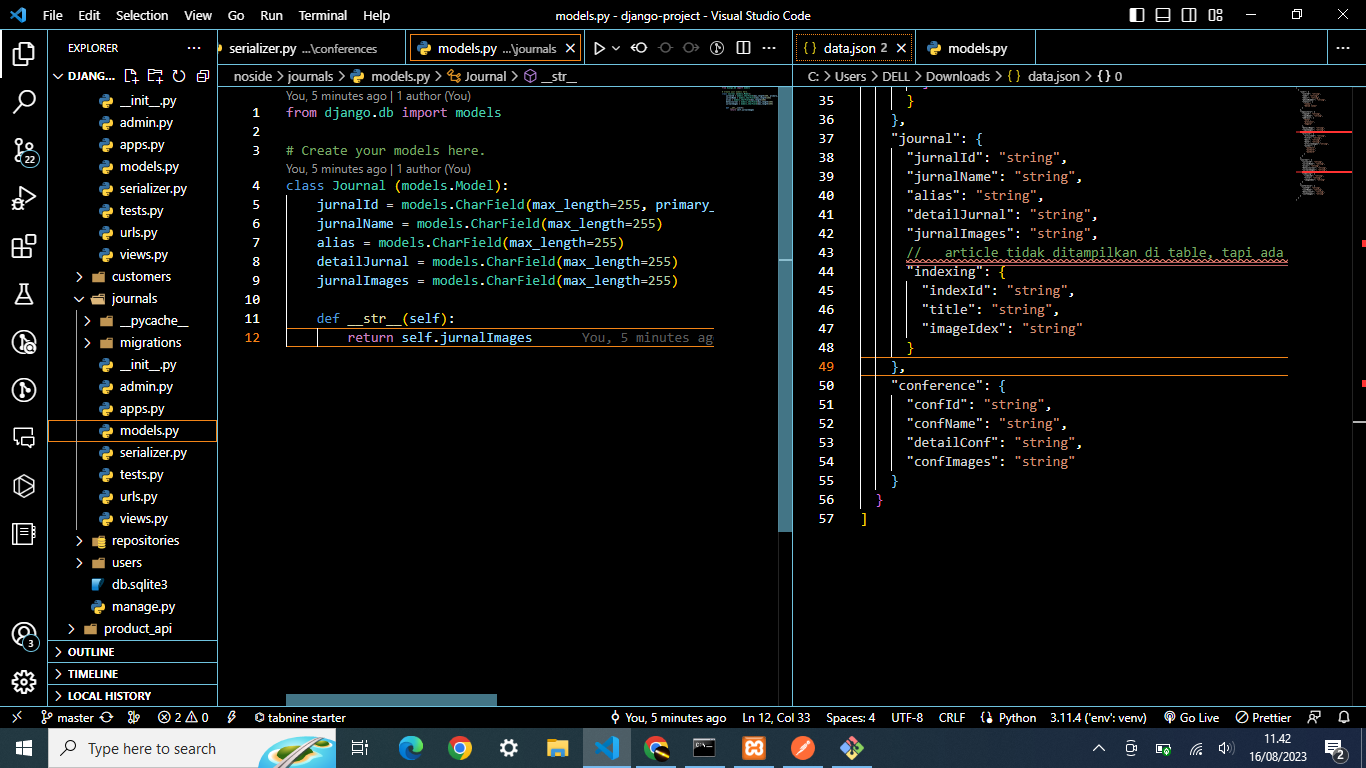 File Edit Selection View Go Run Terminal Help
models.py - django-project - Visual Studio Code
EXPLORER
DJANG...
__init__.py
admin.py
apps.py
models.py
serializer.py
tests.py
urls.py
views.py
customers
journals
__pycache__
migrations
__init__.py
admin.py
apps.py
models.py
serializer.py
tests.py
urls.py
views.py
repositories
users
db.sqlite3
manage.py
product_api
OUTLINE
TIMELINE
LOCAL HISTORY
22
3
serializer.py ...\conferences
models.py ...\journals
noside > journals > models.py > Journal > __str__
You, 5 minutes ago | 1 author (You)
1 from django.db import models
2
3 # Create your models here.
You, 5 minutes ago | 1 author (You)
4 class Journal (models.Model):
5 jurnalId = models.CharField(max_length=255, primary_
6 jurnalName = models.CharField(max_length=255)
7 alias = models.CharField(max_length=255)
8 detailJurnal = models.CharField(max_length=255)
9 jurnalImages = models.CharField(max_length=255)
10
11 def __str__(self):
12 return self.jurnalImages You, 5 minutes ag
data.json 2
models.py
C: > Users > DELL > Downloads > {} data.json > {} 0
35 }
36 },
37 "journal": {
38 "jurnalId": "string",
39 "jurnalName": "string",
40 "alias": "string",
41 "detailJurnal": "string",
42 "jurnalImages": "string",
43 // article tidak ditampilkan di table, tapi ada
44 "indexing": {
45 "indexId": "string",
46 "title": "string",
47 "imageIdex": "string"
48 }
49 },
50 "conference": {
51 "confId": "string",
52 "confName": "string",
53 "detailConf": "string",
54 "confImages": "string"
55 }
56 }
57 ]
master 2 0 tabnine starter You, 5 minutes ago Ln 12, Col 33 Spaces: 4 UTF-8 CRLF Python 3.11.4 ('env': venv) Go Live Prettier
Type here to search
11.42
16/08/2023
2